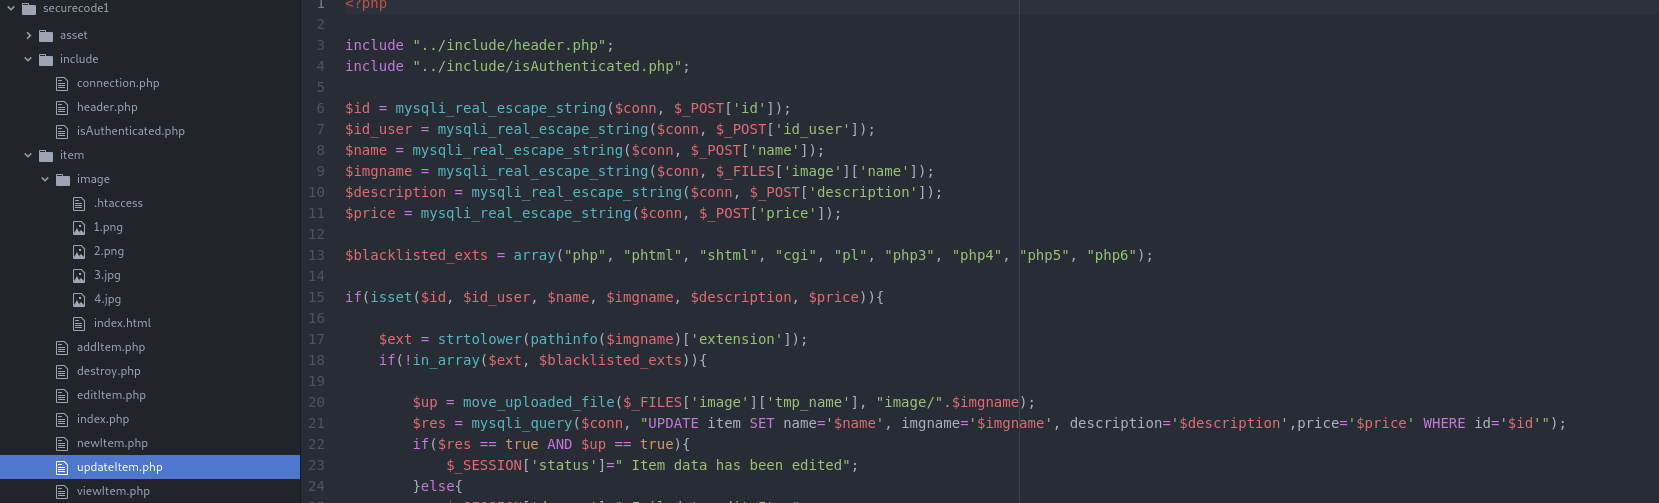 securecode1
asset
include
connection.php
header.php
isAuthenticated.php
item
image
.htaccess
1.png
2.png
3.jpg
4.jpg
index.html
addItem.php
destroy.php
editItem.php
index.php
newItem.php
updateItem.php
viewItem.php
1 <?php
2
3 include "../include/header.php";
4 include "../include/isAuthenticated.php";
5
6 $id = mysqli_real_escape_string($conn, $_POST['id']);
7 $id_user = mysqli_real_escape_string($conn, $_POST['id_user']);
8 $name = mysqli_real_escape_string($conn, $_POST['name']);
9 $imgname = mysqli_real_escape_string($conn, $_FILES['image']['name']);
10 $description = mysqli_real_escape_string($conn, $_POST['description']);
11 $price = mysqli_real_escape_string($conn, $_POST['price']);
12
13 $blacklisted_exts = array("php", "phtml", "shtml", "cgi", "pl", "php3", "php4", "php5", "php6");
14
15 if(isset($id, $id_user, $name, $imgname, $description, $price)){
16
17 $ext = strtolower(pathinfo($imgname)['extension']);
18 if(!in_array($ext, $blacklisted_exts)){
19
20 $up = move_uploaded_file($_FILES['image']['tmp_name'], "image/".$imgname);
21 $res = mysqli_query($conn, "UPDATE item SET name='$name', imgname='$imgname', description='$description',price='$price' WHERE id='$id'");
22 if($res == true AND $up == true){
23 $_SESSION['status']=" Item data has been edited";
24 }else{